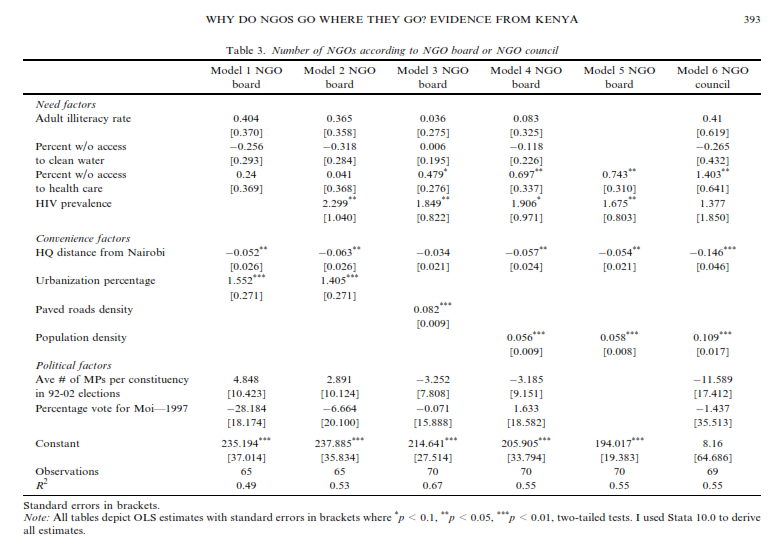 WHY DO NGOS GO WHERE THEY GO? EVIDENCE FROM KENYA 393
Table 3. Number of NGOs according to NGO board or NGO council
Model 1 NGO Model 2 NGO Model 3 NGO Model 4 NGO Model 5 NGO Model 6 NGO
board board board board board council
Need factors
Adult illiteracy rate 0.404 0.365 0.036 0.083 0.41
[0.370] [0.358] [0.275] [0.325] [0.619]
Percent w/o access −0.256 −0.318 0.006 −0.118 −0.265
to clean water [0.293] [0.284] [0.195] [0.226] [0.432]
Percent w/o access 0.24 0.041 0.479* 0.697** 0.743** 1.403**
to health care [0.369] [0.368] [0.276] [0.337] [0.310] [0.641]
HIV prevalence 2.299** 1.849** 1.906* 1.675** 1.377
[1.040] [0.822] [0.971] [0.803] [1.850]
Convenience factors
HQ distance from Nairobi −0.052** −0.063** −0.034 −0.057** −0.054** −0.146***
[0.026] [0.026] [0.021] [0.024] [0.021] [0.046]
Urbanization percentage 1.552*** 1.405***
[0.271] [0.271]
Paved roads density 0.082***
[0.009]
Population density 0.056*** 0.058*** 0.109***
[0.009] [0.008] [0.017]
Political factors
Ave # of MPs per constituency 4.848 2.891 −3.252 −3.185 −11.589
in 92-02 elections [10.423] [10.124] [7.808] [9.151] [17.412]
Percentage vote for Moi—1997 −28.184 −6.664 −0.071 1.633 −1.437
[18.174] [20.100] [15.888] [18.582] [35.513]
Constant 235.194*** 237.885*** 214.641*** 205.905*** 194.017*** 8.16
[37.014] [35.834] [27.514] [33.794] [19.383] [64.686]
Observations 65 65 70 70 70 69
R² 0.49 0.53 0.67 0.55 0.55 0.55
Standard errors in brackets.
Note: All tables depict OLS estimates with standard errors in brackets where *p < 0.1, **p < 0.05, ***p < 0.01, two-tailed tests. I used Stata 10.0 to derive
all estimates.